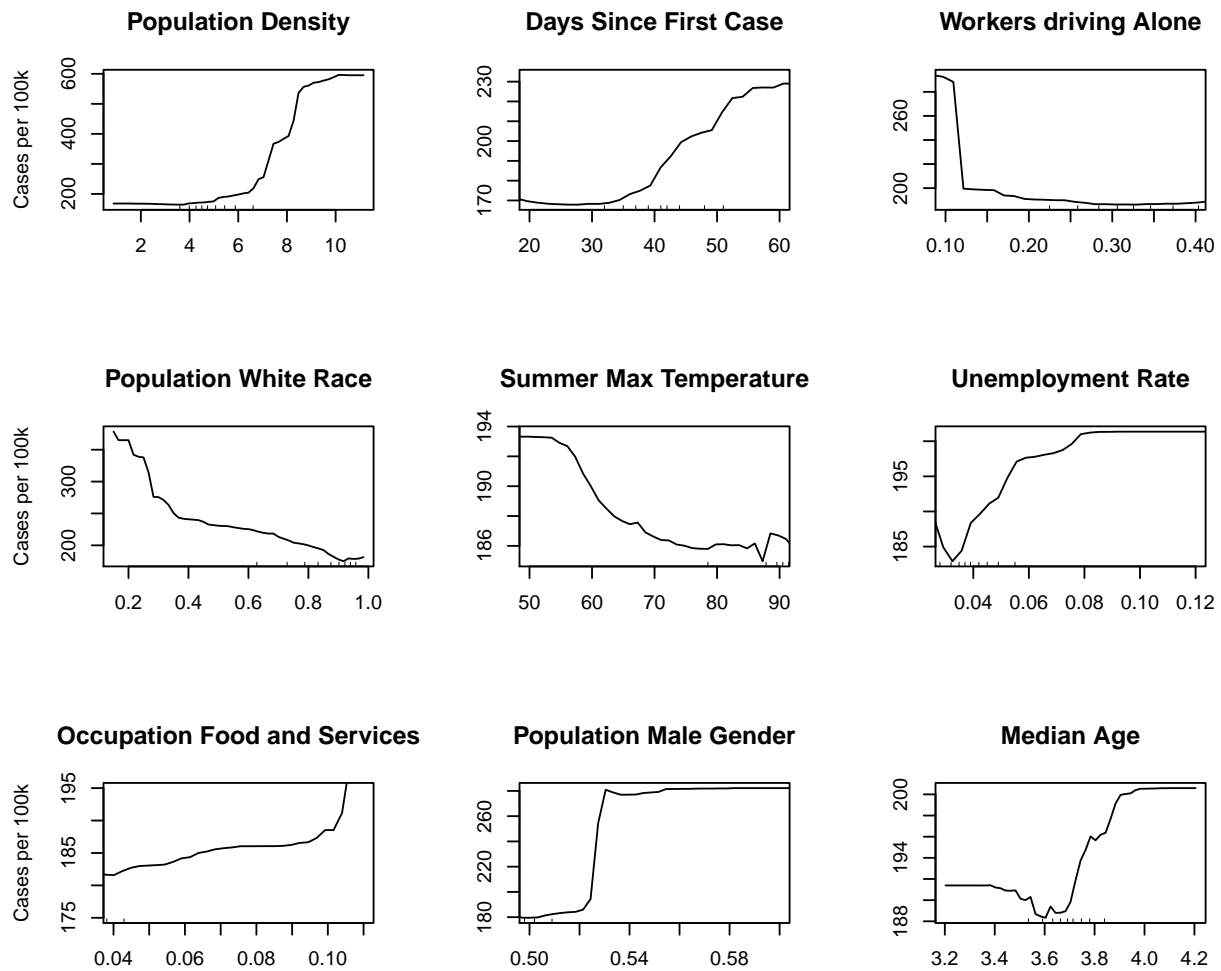 Population Density
Days Since First Case
Workers driving Alone
Cases per 100k
200 400 600
170 200 230
200 260
2 4 6 8 10
20 30 40 50 60
0.10 0.20 0.30 0.40
Population White Race
Summer Max Temperature
Unemployment Rate
Cases per 100k
200 300
186 190 194
185 195
0.2 0.4 0.6 0.8 1.0
50 60 70 80 90
0.04 0.06 0.08 0.10 0.12
Occupation Food and Services
Population Male Gender
Median Age
Cases per 100k
175 185 195
180 220 260
188 194 200
0.04 0.06 0.08 0.10
0.50 0.54 0.58
3.2 3.4 3.6 3.8 4.0 4.2